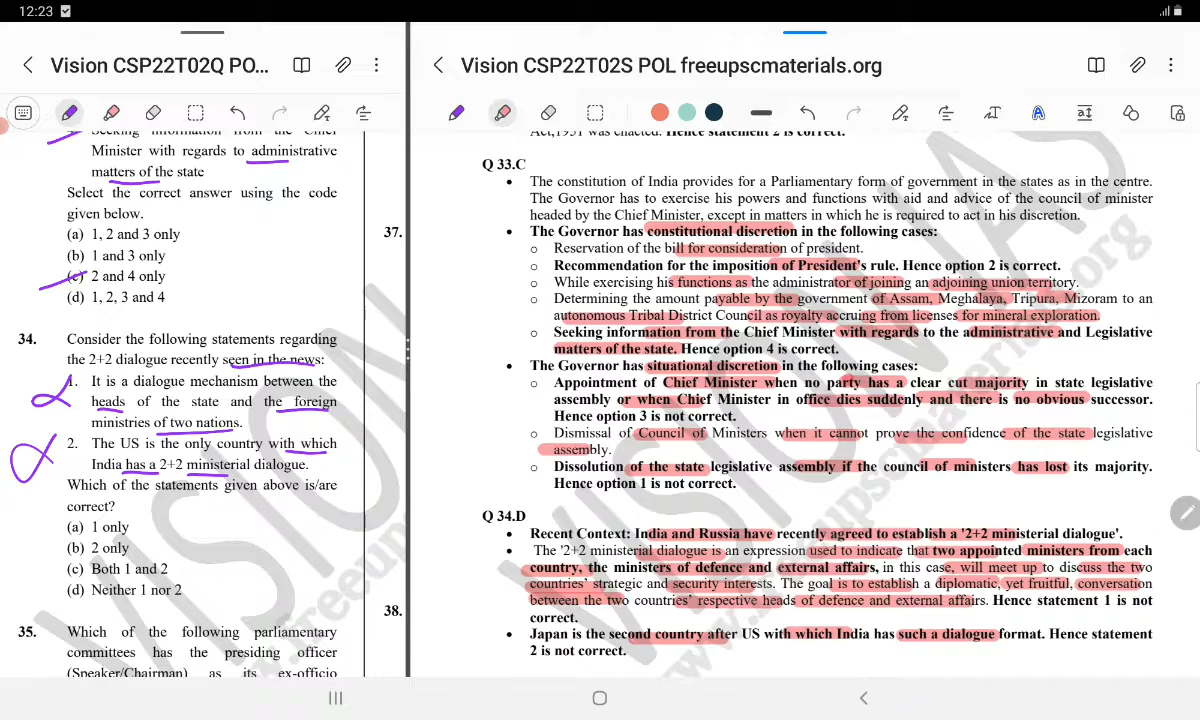 12:23
Vision CSP22T02Q PO...
Vision CSP22T02S POL freeupscmaterials.org
Seeking information from the Chief
Minister with regards to administrative
matters of the state
Select the correct answer using the code
given below.
(a) 1, 2 and 3 only
(b) 1 and 3 only
(c) 2 and 4 only
(d) 1, 2, 3 and 4
34. Consider the following statements regarding
the 2+2 dialogue recently seen in the news:
1. It is a dialogue mechanism between the
heads of the state and the foreign
ministries of two nations.
2. The US is the only country with which
India has a 2+2 ministerial dialogue.
Which of the statements given above is/are
correct?
(a) 1 only
(b) 2 only
(c) Both 1 and 2
(d) Neither 1 nor 2
35. Which of the following parliamentary
committees has the presiding officer
(Speaker/Chairman) as its ex-officio
37.
38.
Act,1951 was enacted. Hence statement 2 is correct.
Q 33.C
• The constitution of India provides for a Parliamentary form of government in the states as in the centre.
The Governor has to exercise his powers and functions with aid and advice of the council of minister
headed by the Chief Minister, except in matters in which he is required to act in his discretion.
• The Governor has constitutional discretion in the following cases:
o Reservation of the bill for consideration of president.
o Recommendation for the imposition of President's rule. Hence option 2 is correct.
o While exercising his functions as the administrator of joining an adjoining union territory.
o Determining the amount payable by the government of Assam, Meghalaya, Tripura, Mizoram to an
autonomous Tribal District Council as royalty accruing from licenses for mineral exploration.
o Seeking information from the Chief Minister with regards to the administrative and Legislative
matters of the state. Hence option 4 is correct.
• The Governor has situational discretion in the following cases:
o Appointment of Chief Minister when no party has a clear cut majority in state legislative
assembly or when Chief Minister in office dies suddenly and there is no obvious successor.
Hence option 3 is not correct.
o Dismissal of Council of Ministers when it cannot prove the confidence of the state legislative
assembly.
o Dissolution of the state legislative assembly if the council of ministers has lost its majority.
Hence option 1 is not correct.
Q 34.D
• Recent Context: India and Russia have recently agreed to establish a '2+2 ministerial dialogue'.
• The '2+2 ministerial dialogue is an expression used to indicate that two appointed ministers from each
country, the ministers of defence and external affairs, in this case, will meet up to discuss the two
countries' strategic and security interests. The goal is to establish a diplomatic, yet fruitful, conversation
between the two countries' respective heads of defence and external affairs. Hence statement 1 is not
correct.
• Japan is the second country after US with which India has such a dialogue format. Hence statement
2 is not correct.